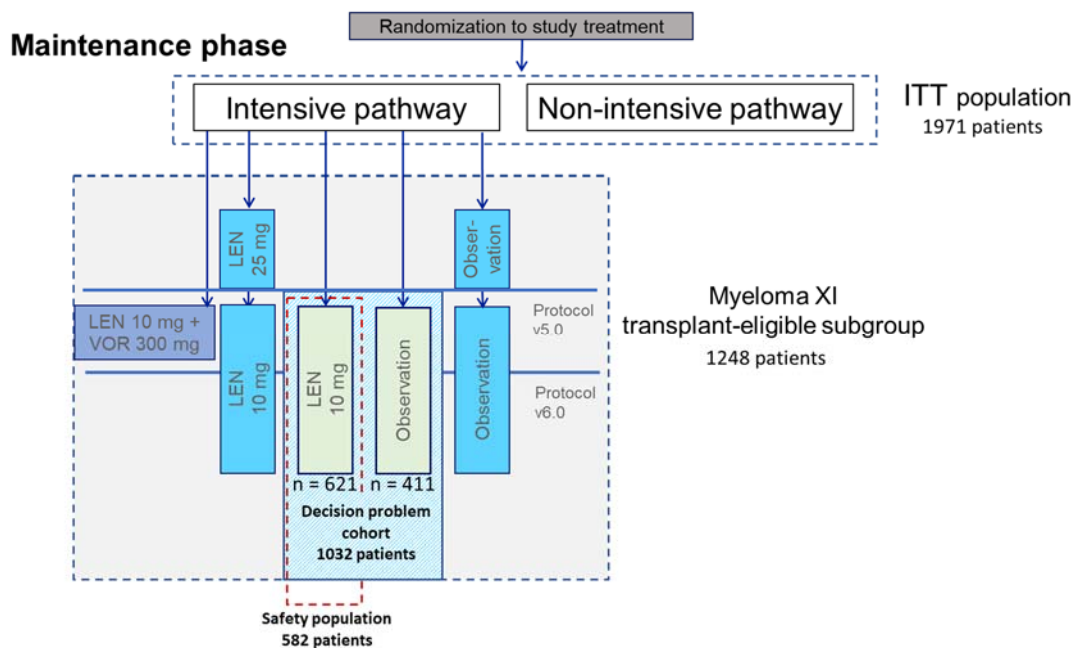 Randomization to study treatment
Maintenance phase
Intensive pathway
Non-intensive pathway
ITT population
1971 patients
LEN
25 mg
Obser-
vation
LEN 10 mg +
VOR 300 mg
LEN
10 mg
LEN
10 mg
Observation
Observation
Protocol
v5.0
Protocol
v6.0
Myeloma XI
transplant-eligible subgroup
1248 patients
n = 621
n = 411
Decision problem
cohort
1032 patients
Safety population
582 patients